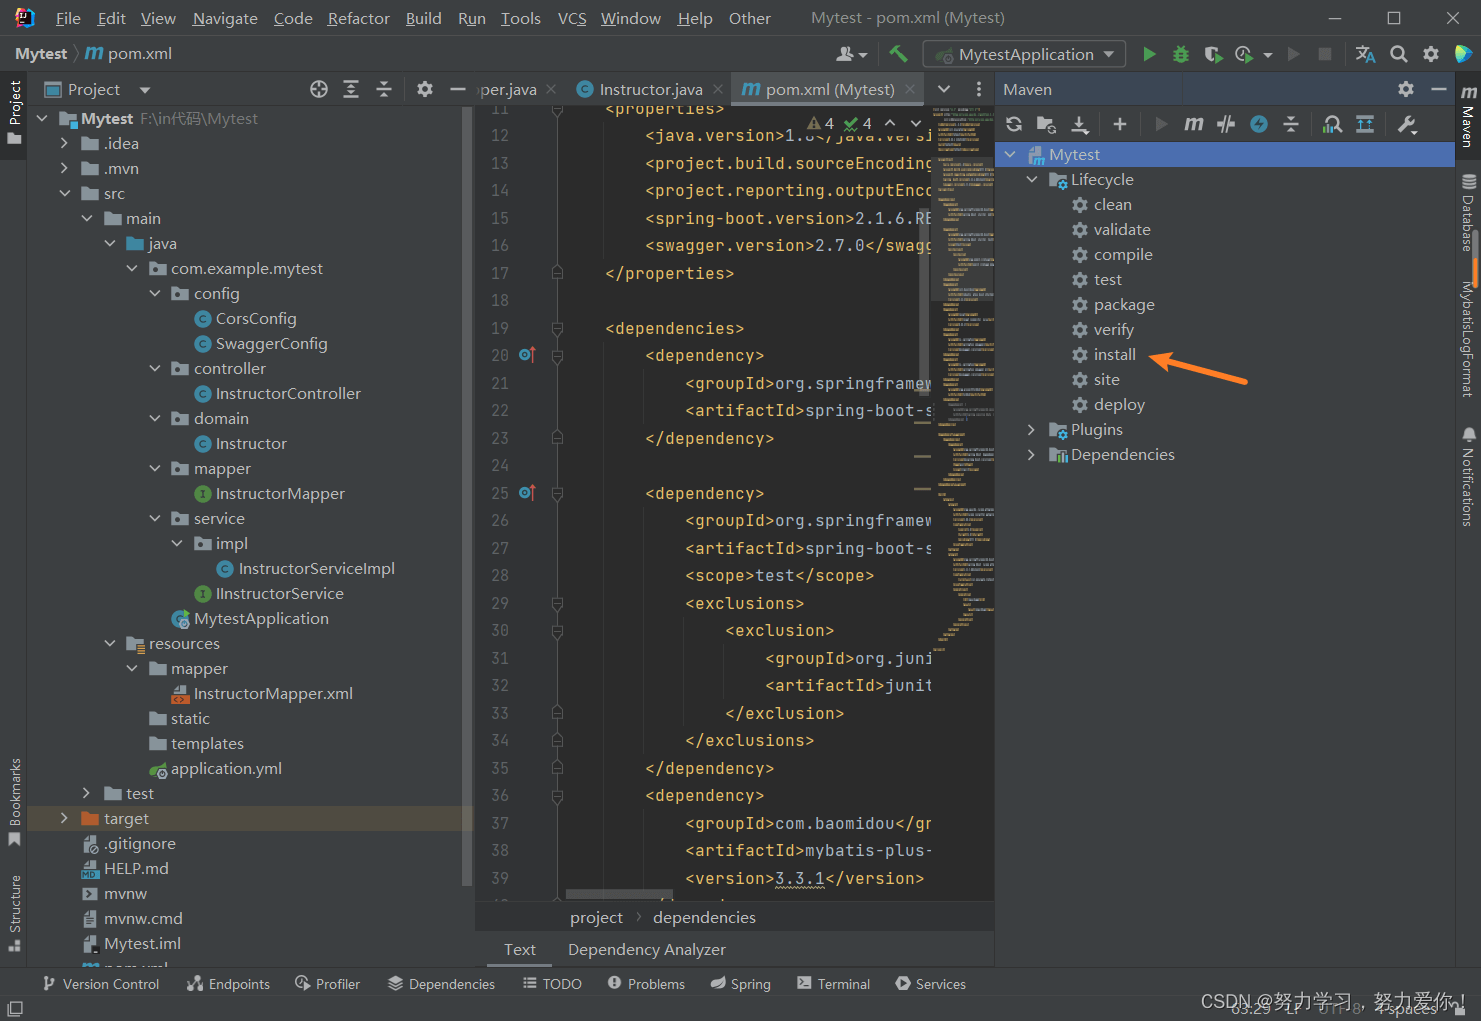 File Edit View Navigate Code Refactor Build Run Tools VCS Window Help Other Mytest - pom.xml (Mytest)
Mytest pom.xml MytestApplication
Project
per.java Instructor.java pom.xml (Mytest)
Maven
Mytest F:\in代码\Mytest
.idea
.mvn
src
main
java
com.example.mytest
config
CorsConfig
SwaggerConfig
controller
InstructorController
domain
Instructor
mapper
InstructorMapper
service
impl
InstructorServiceImpl
IInstructorService
MytestApplication
resources
mapper
InstructorMapper.xml
static
templates
application.yml
test
target
.gitignore
HELP.md
mvnw
mvnw.cmd
Mytest.iml
pom.xml
11 <properties>
4 4
12 <java.version>1.8</java.versi
13 <project.build.sourceEncoding
14 <project.reporting.outputEnco
15 <spring-boot.version>2.1.6.RE
16 <swagger.version>2.7.0</swagg
17 </properties>
18
19 <dependencies>
20 <dependency>
21 <groupId>org.springframew
22 <artifactId>spring-boot-s
23 </dependency>
24
25 <dependency>
26 <groupId>org.springframew
27 <artifactId>spring-boot-s
28 <scope>test</scope>
29 <exclusions>
30 <exclusion>
31 <groupId>org.juni
32 <artifactId>junit
33 </exclusion>
34 </exclusions>
35 </dependency>
36 <dependency>
37 <groupId>com.baomidou</gr
38 <artifactId>mybatis-plus-
39 <version>3.3.1</version>
project dependencies
Text Dependency Analyzer
Mytest
Lifecycle
clean
validate
compile
test
package
verify
install
site
deploy
Plugins
Dependencies
Project
Bookmarks
Structure
Maven
Database
MybatisLogFormat
Notifications
Version Control Endpoints Profiler Dependencies TODO Problems Spring Terminal Services
63:29 LF UTF-8 4 spaces
CSDN @努力学习，努力爱你！